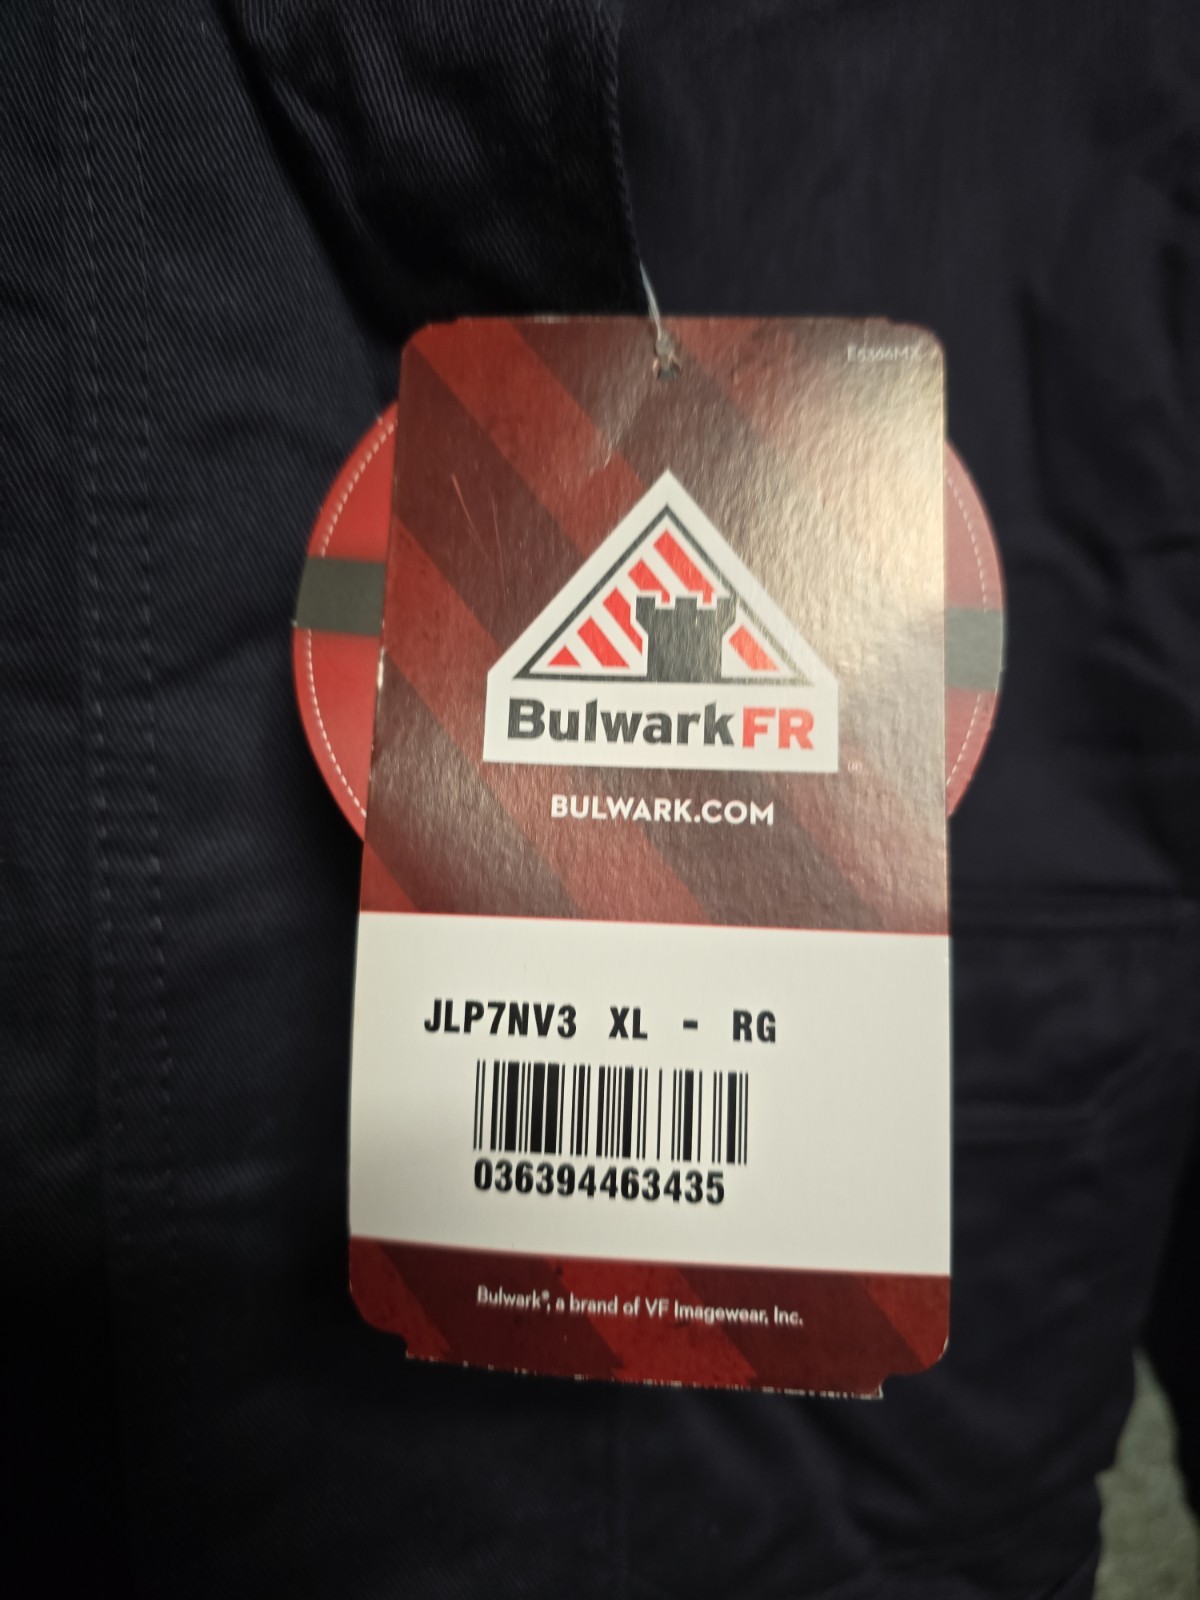 BulwarkFR
®
BULWARK.COM
JLP7NV3 XL - RG
036394463435
Bulwark®, a brand of VF Imagewear, Inc.